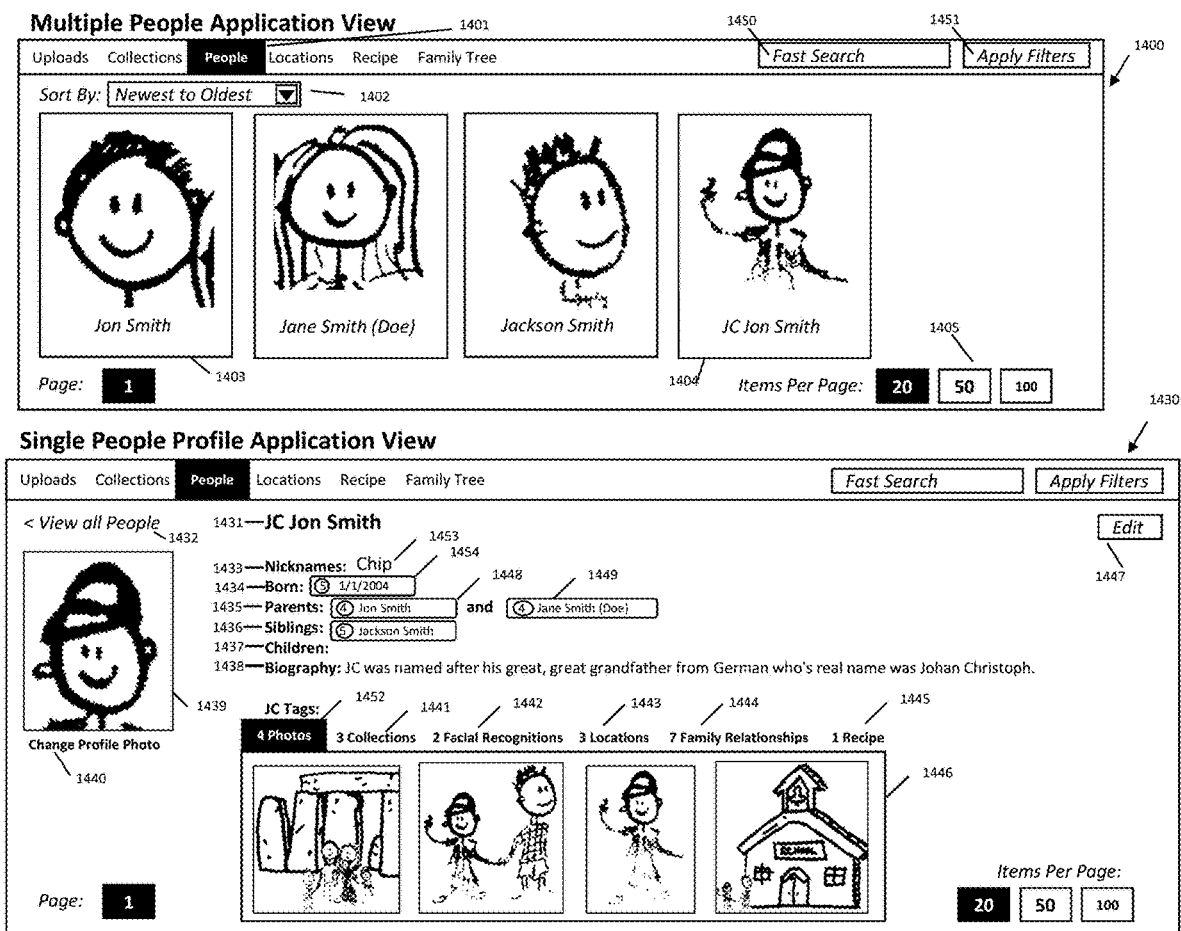 Multiple People Application View
1401
1450
1451
1400
Uploads Collections People Locations Recipe Family Tree Fast Search Apply Filters
Sort By: Newest to Oldest 1402
Jon Smith Jane Smith (Doe) Jackson Smith JC Jon Smith
1403 1404 1405
Page: 1 Items Per Page: 20 50 100
1430
Single People Profile Application View
Uploads Collections People Locations Recipe Family Tree Fast Search Apply Filters
< View all People 1431 JC Jon Smith Edit
1432 1453 1447
1433 Nicknames: Chip 1454
1434 Born: 5 1/1/2004 1448 1449
1435 Parents: 4 Jon Smith and 4 Jane Smith (Doe)
1436 Siblings: 5 Jackson Smith
1437 Children:
1438 Biography: JC was named after his great, great grandfather from German who's real name was Johan Christoph.
1439 JC Tags: 1452 1441 1442 1443 1444 1445
4 Photos 3 Collections 2 Facial Recognitions 3 Locations 7 Family Relationships 1 Recipe
Change Profile Photo
1440 1446
SCHOOL
Items Per Page:
Page: 1 20 50 100